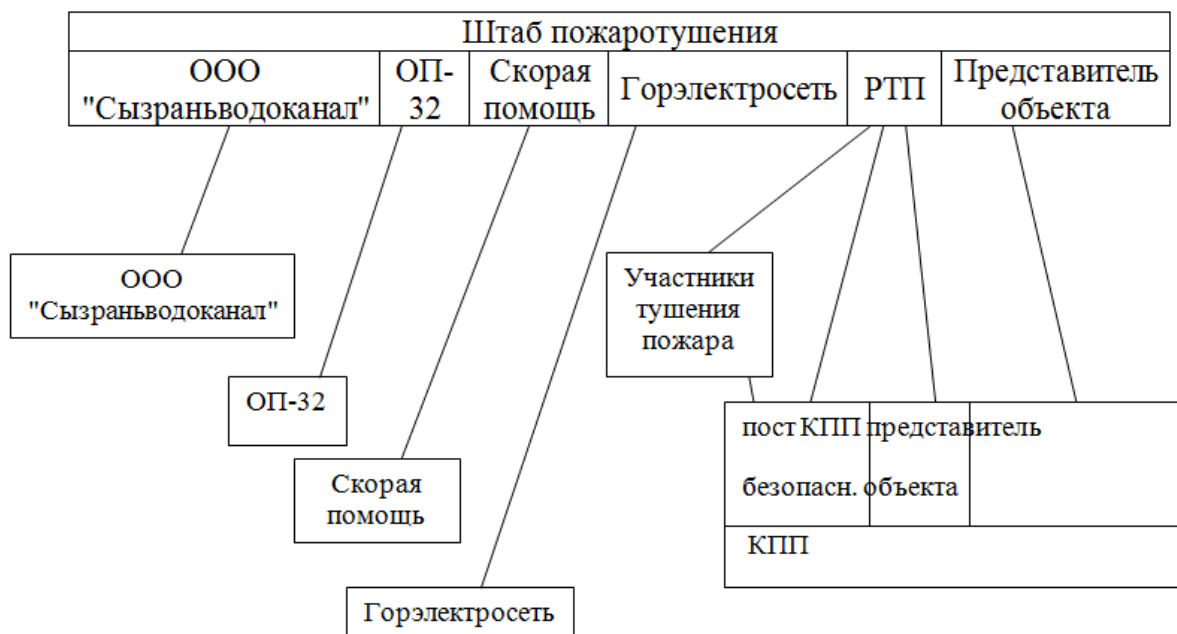 Штаб пожаротушения
ООО
"Сызраньводоканал"
ОП-
32
Скорая
помощь
Горэлектросеть
РТП
Представитель
объекта
ООО
"Сызраньводоканал"
Участники
тушения
пожара
ОП-32
пост КПП представитель
безопасн. объекта
Скорая
помощь
КПП
Горэлектросеть